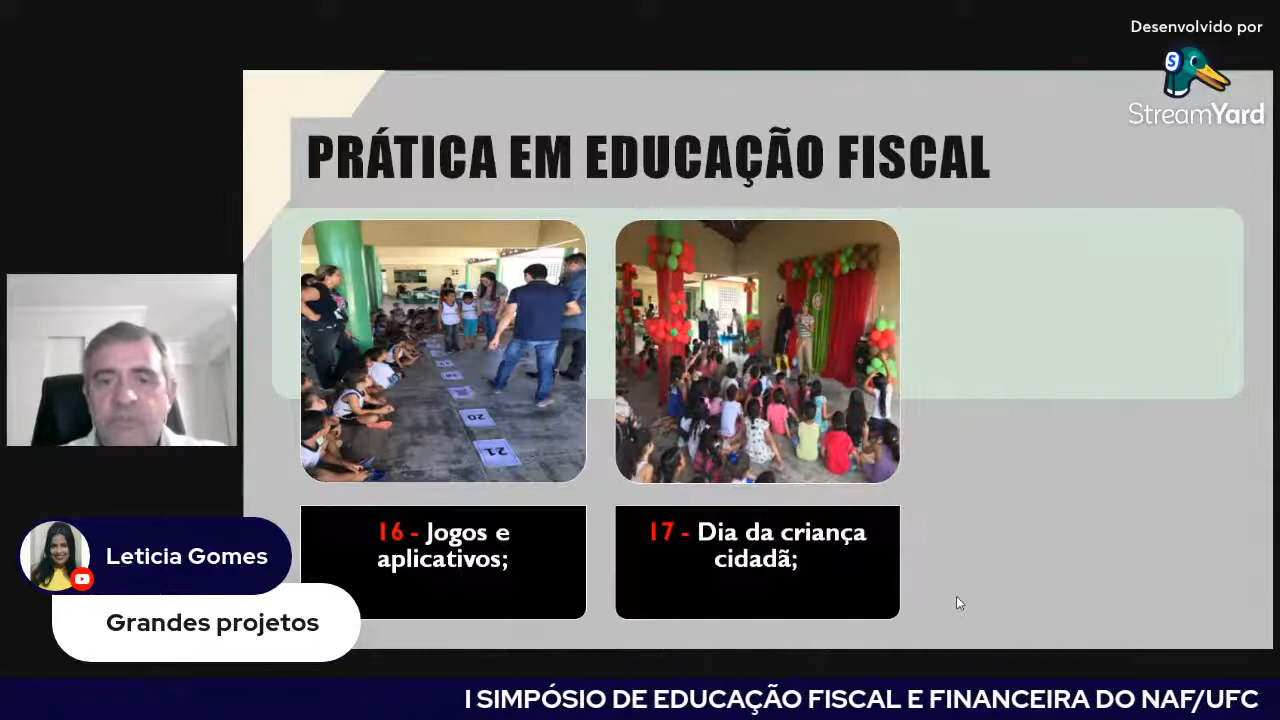 Desenvolvido por
S
StreamYard
PRÁTICA EM EDUCAÇÃO FISCAL
20
21
16 - Jogos e
aplicativos;
17 - Dia da criança
cidadã;
Leticia Gomes
Grandes projetos
I SIMPÓSIO DE EDUCAÇÃO FISCAL E FINANCEIRA DO NAF/UFC